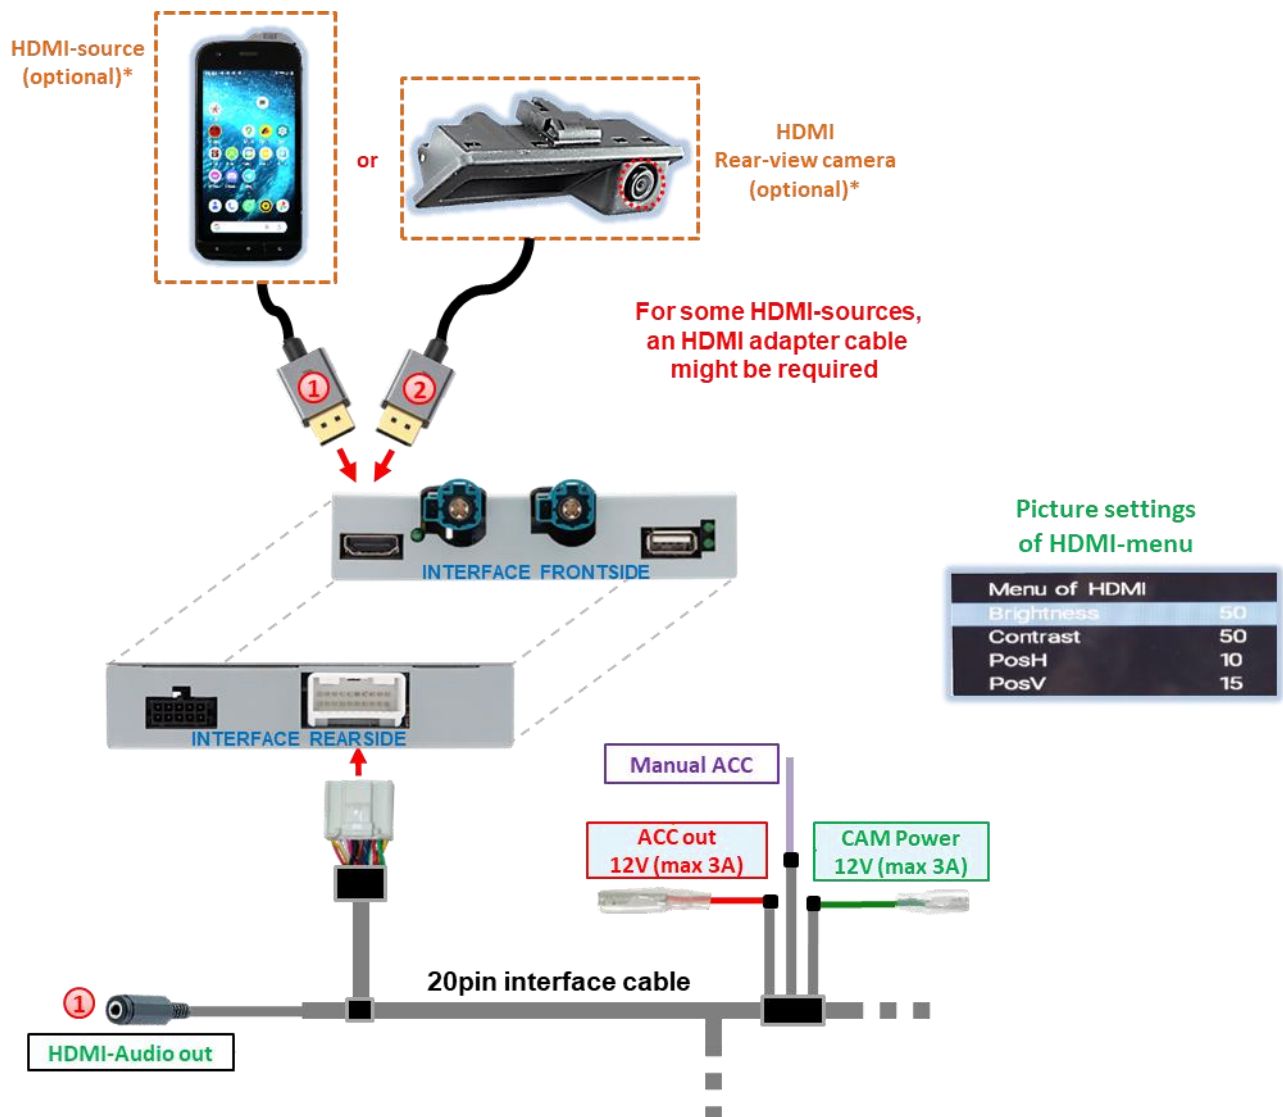 HDMI-source
(optional)*
or
HDMI
Rear-view camera
(optional)*
For some HDMI-sources,
an HDMI adapter cable
might be required
1
2
INTERFACE FRONTSIDE
Picture settings
of HDMI-menu
Menu of HDMI
Brightness 50
Contrast 50
PosH 10
PosV 15
INTERFACE REARSIDE
Manual ACC
ACC out
12V (max 3A)
CAM Power
12V (max 3A)
20pin interface cable
1
HDMI-Audio out